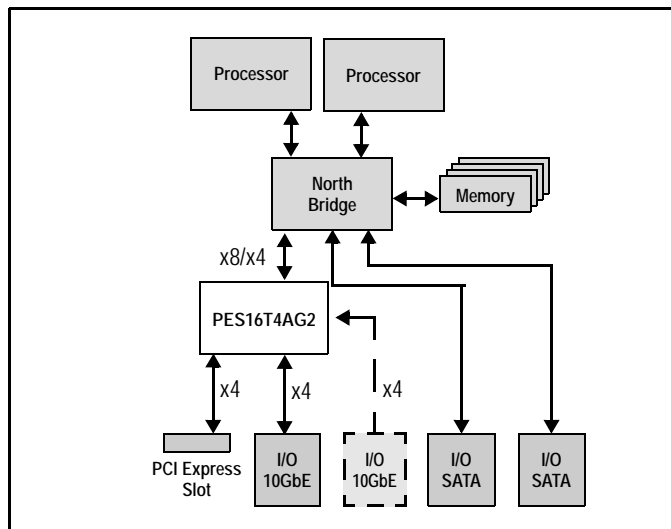 Processor
Processor
North
Bridge
Memory
x8/x4
PES16T4AG2
x4
x4
x4
PCI Express
Slot
I/O
10GbE
I/O
10GbE
I/O
SATA
I/O
SATA